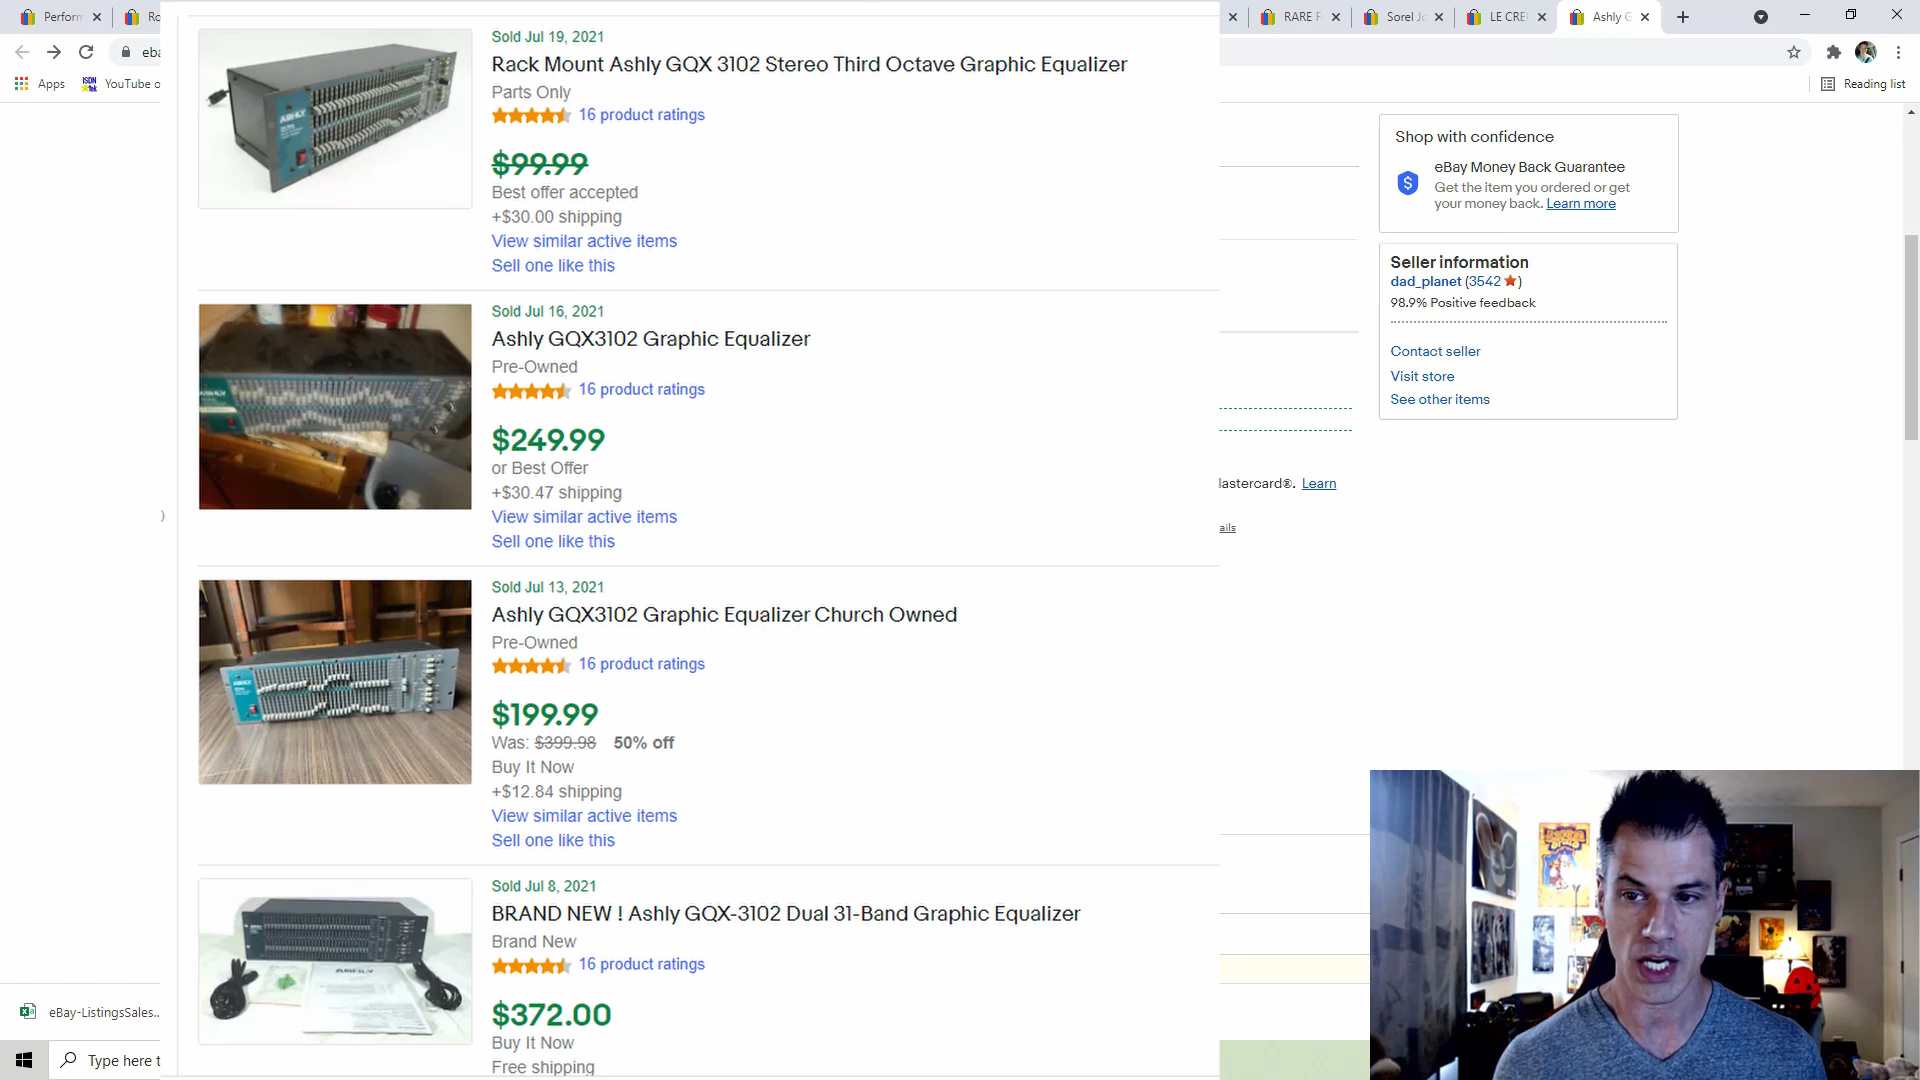 Perform
Ro
RARE F
Sorel Jo
LE CRE
Ashly G
eba
Apps
YouTube o
Reading list
Sold Jul 19, 2021
Rack Mount Ashly GQX 3102 Stereo Third Octave Graphic Equalizer
Parts Only
16 product ratings
$99.99
Best offer accepted
+$30.00 shipping
View similar active items
Sell one like this
Sold Jul 16, 2021
Ashly GQX3102 Graphic Equalizer
Pre-Owned
16 product ratings
$249.99
or Best Offer
+$30.47 shipping
View similar active items
Sell one like this
Sold Jul 13, 2021
Ashly GQX3102 Graphic Equalizer Church Owned
Pre-Owned
16 product ratings
$199.99
Was: $399.98 50% off
Buy It Now
+$12.84 shipping
View similar active items
Sell one like this
Sold Jul 8, 2021
BRAND NEW ! Ashly GQX-3102 Dual 31-Band Graphic Equalizer
Brand New
16 product ratings
$372.00
Buy It Now
Free shipping
Shop with confidence
eBay Money Back Guarantee
Get the item you ordered or get
your money back. Learn more
Seller information
dad_planet (3542)
98.9% Positive feedback
Contact seller
Visit store
See other items
lastercard®. Learn
ails
)
eBay-ListingsSales...
Type here t
ASHLY
ASHLY
ASHLY
ASHLY